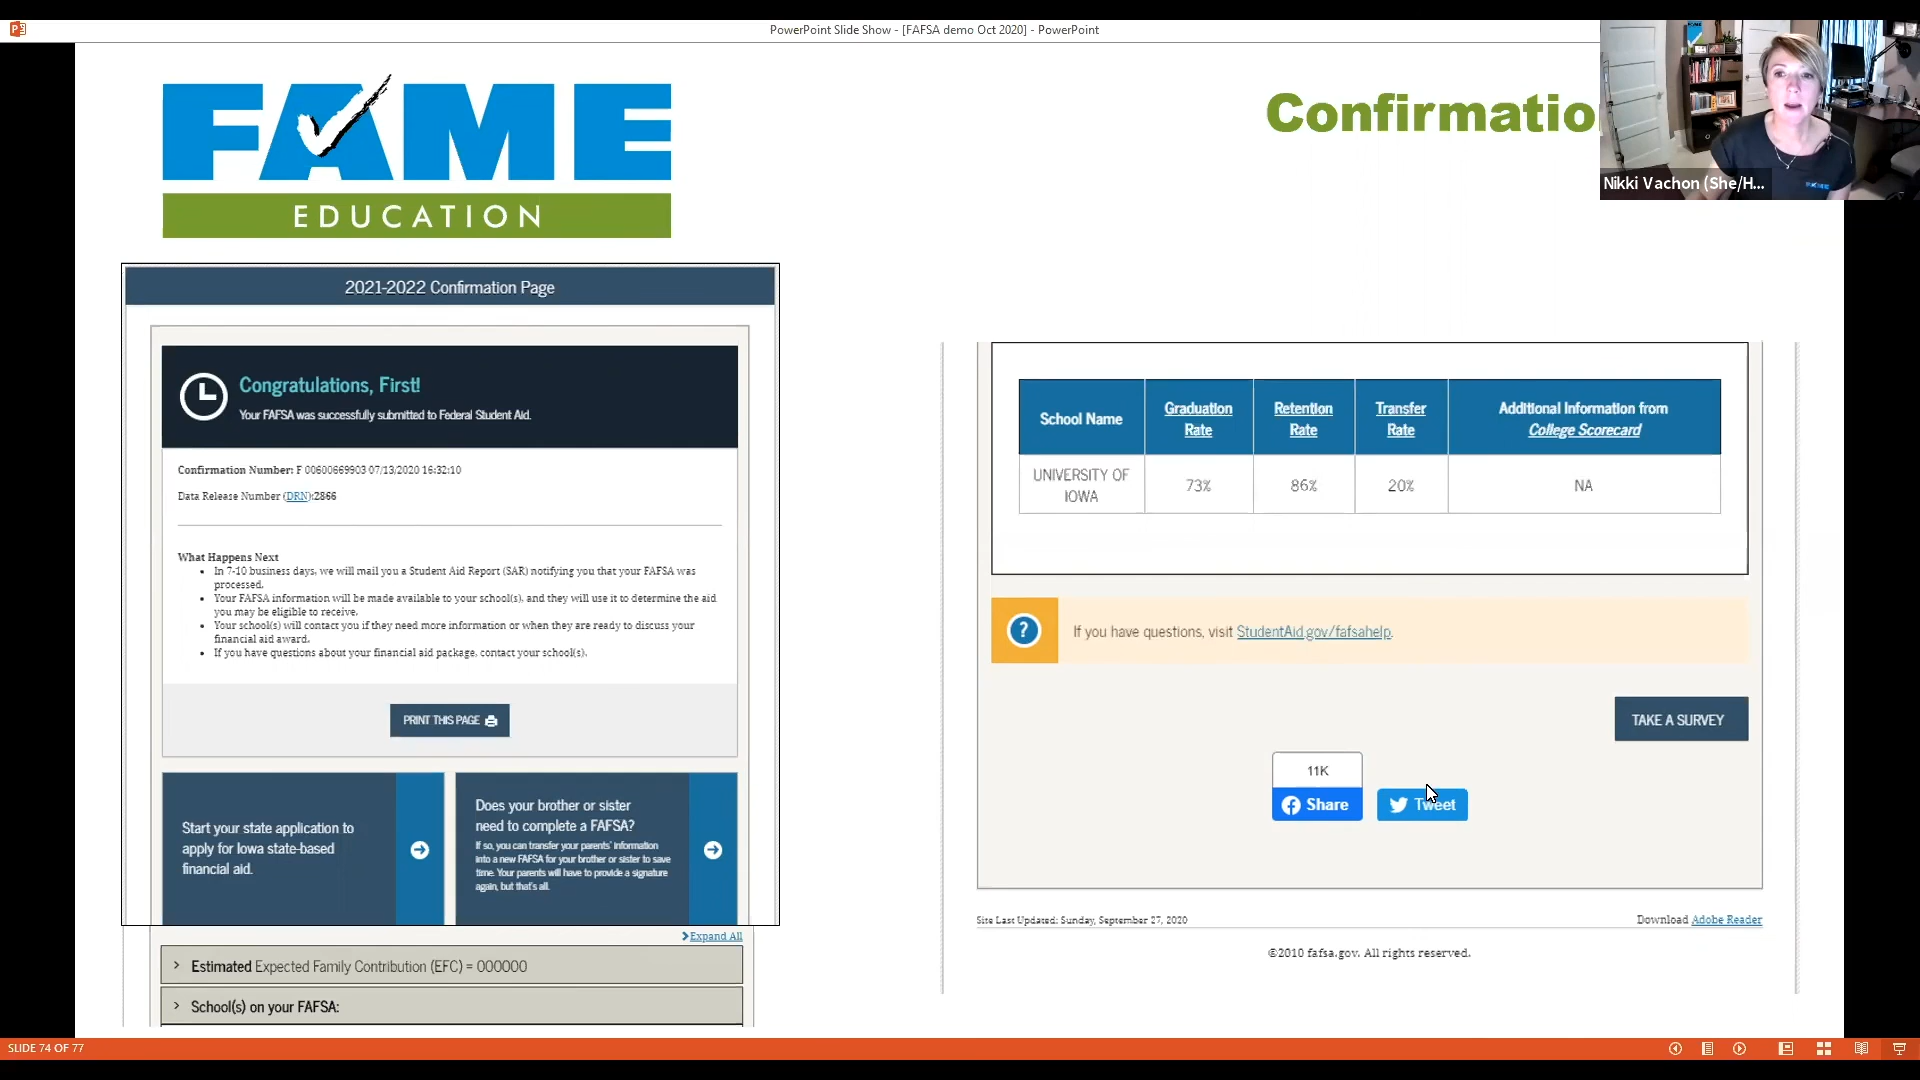 PowerPoint Slide Show - [FAFSA demo Oct 2020] - PowerPoint
FAME
EDUCATION
Confirmatio
Nikki Vachon (She/H...
2021-2022 Confirmation Page
Congratulations, First!
Your FAFSA was successfully submitted to Federal Student Aid.
Confirmation Number: F 00600669903 07/13/2020 16:32:10
Data Release Number (DRN):2866
What Happens Next
• In 7-10 business days, we will mail you a Student Aid Report (SAR) notifying you that your FAFSA was
processed.
• Your FAFSA information will be made available to your school(s), and they will use it to determine the aid
you may be eligible to receive.
• Your school(s) will contact you if they need more information or when they are ready to discuss your
financial aid award.
• If you have questions about your financial aid package, contact your school(s).
PRINT THIS PAGE
Start your state application to
apply for Iowa state-based
financial aid.
Does your brother or sister
need to complete a FAFSA?
If so, you can transfer your parents' information
into a new FAFSA for your brother or sister to save
time. Your parents will have to provide a signature
again, but that's all.
Expand All
Estimated Expected Family Contribution (EFC) = 000000
School(s) on your FAFSA:
School Name
Graduation
Rate
Retention
Rate
Transfer
Rate
Additional Information from
College Scorecard
UNIVERSITY OF
IOWA
73%
86%
20%
NA
?
If you have questions, visit StudentAid.gov/fafsahelp.
TAKE A SURVEY
11K
Share
Tweet
Site Last Updated: Sunday, September 27, 2020
Download Adobe Reader
©2010 fafsa.gov. All rights reserved.
SLIDE 74 OF 77